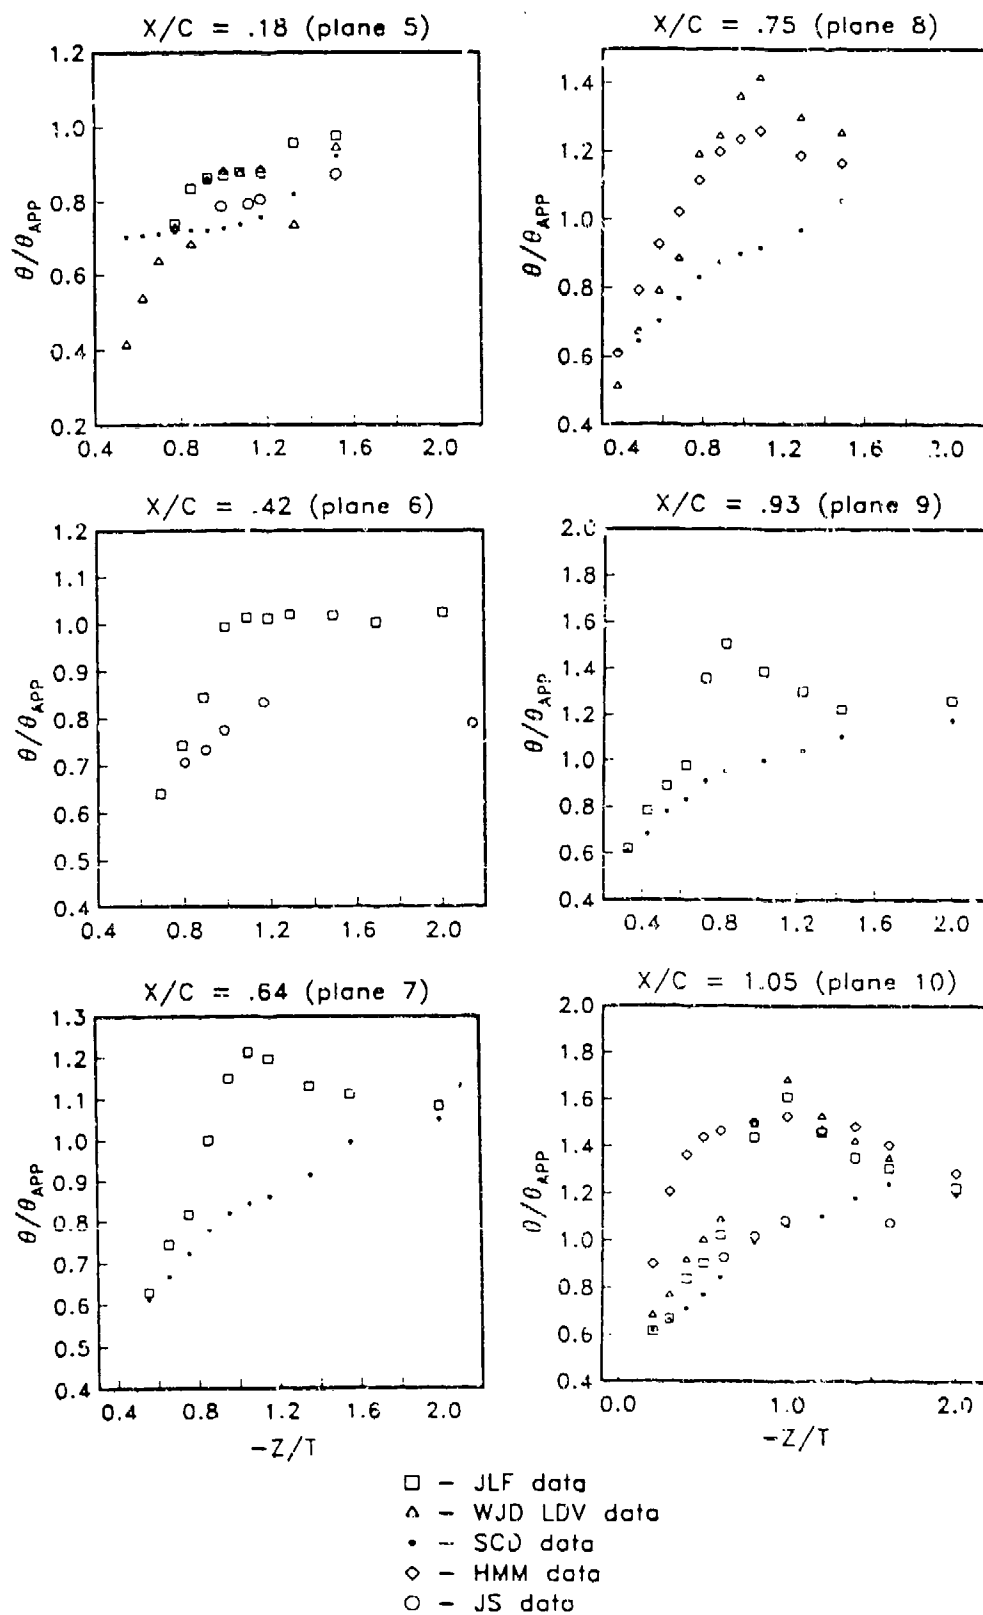 X/C = .18 (plane 5)
1.2
1.0
0.8
0.6
0.4
0.2
θ/θAPP
0.4 0.8 1.2 1.6 2.0
X/C = .75 (plane 8)
1.4
1.2
1.0
0.8
0.6
0.4
θ/θAPP
0.4 0.8 1.2 1.6 2.0
X/C = .42 (plane 6)
1.2
1.1
1.0
0.9
0.8
0.7
0.6
0.5
0.4
θ/θAPP
0.4 0.8 1.2 1.6 2.0
X/C = .93 (plane 9)
2.0
1.8
1.6
1.4
1.2
1.0
0.8
0.6
0.4
θ/θAPP
0.4 0.8 1.2 1.6 2.0
X/C = .64 (plane 7)
1.3
1.2
1.1
1.0
0.9
0.8
0.7
0.6
0.5
0.4
θ/θAPP
0.4 0.8 1.2 1.6 2.0
-Z/T
X/C = 1.05 (plane 10)
2.0
1.8
1.6
1.4
1.2
1.0
0.8
0.6
0.4
θ/θAPP
0.0 1.0 2.0
-Z/T
□ - JLF data
△ - WJD LDV data
• - SCD data
◇ - HMM data
○ - JS data